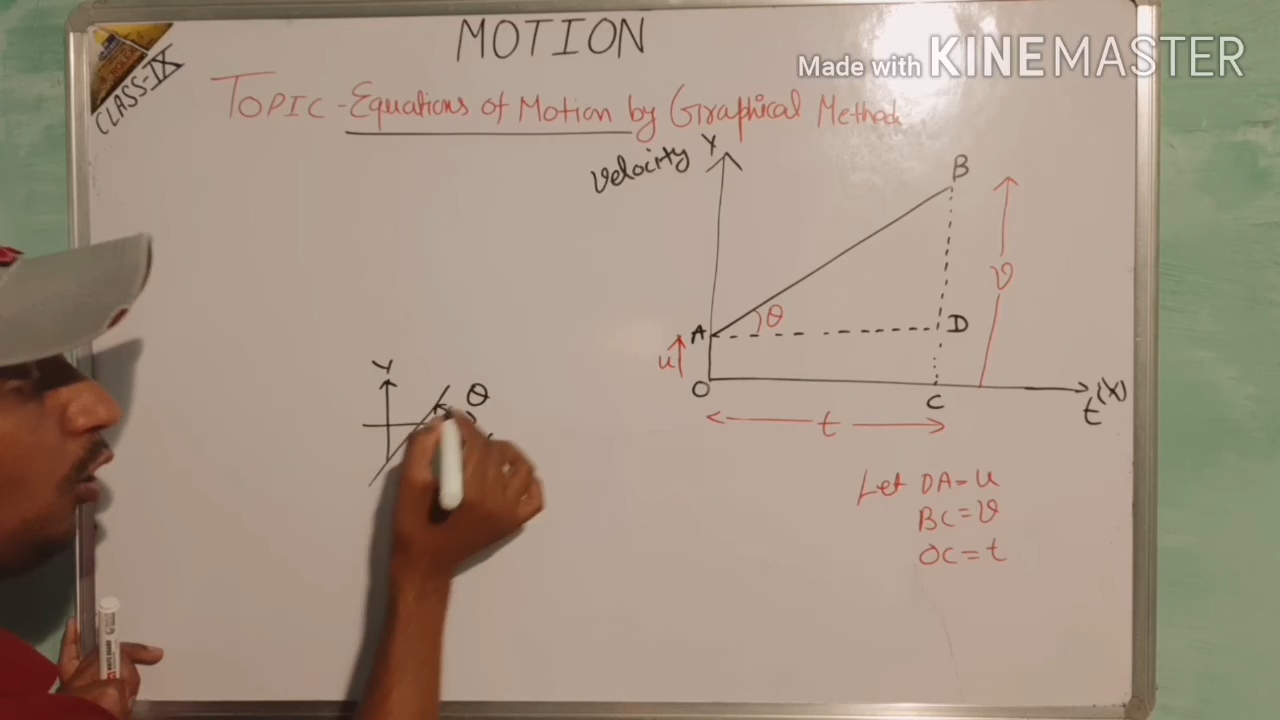 MOTION
Made with KINEMASTER
CLASS-IX
TOPIC - Equations of Motion by Graphical Method
Velocity Y
B
v
θ
A
D
u
O
C
t (X)
t
Y
θ
Let OA = u
BC = v
OC = t